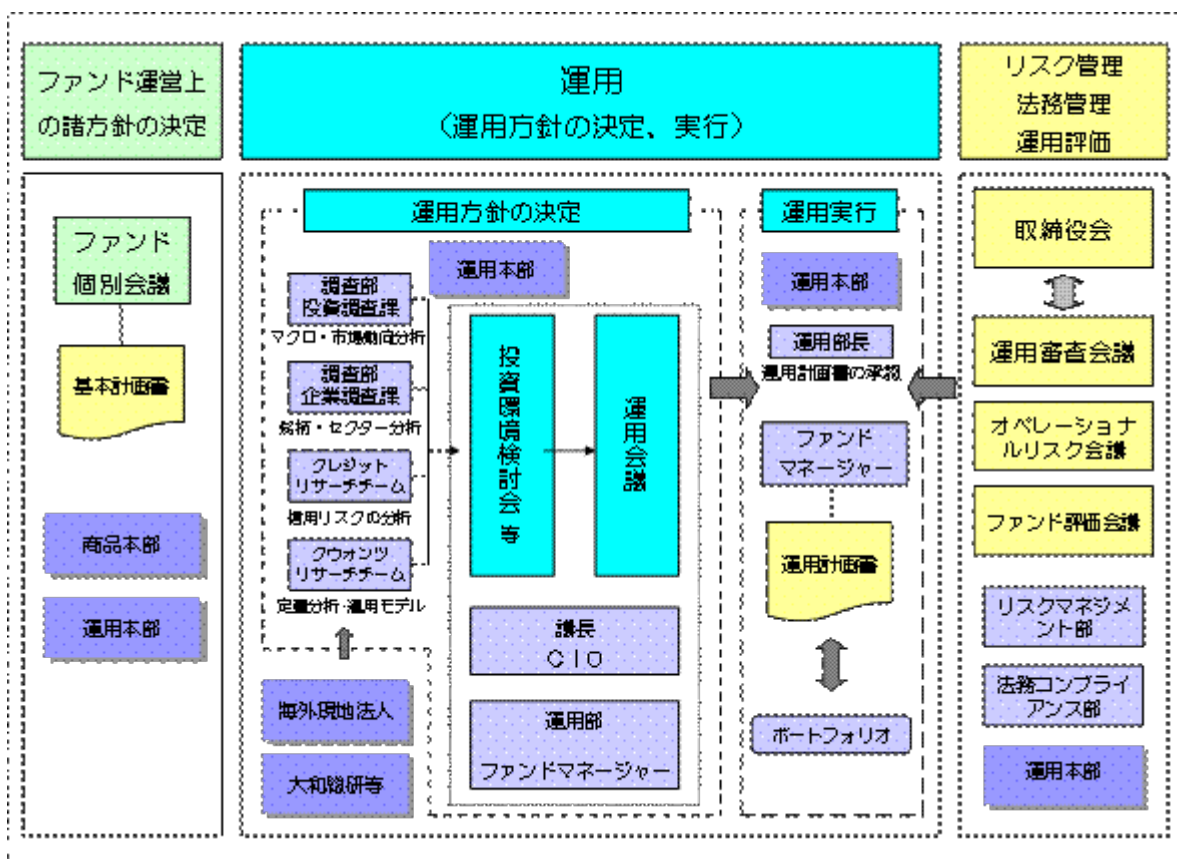 ファンド運営上
の諸方針の決定
運用
（運用方針の決定、実行）
リスク管理
法務管理
運用評価
ファンド
個別会議
基本計画書
商品本部
運用本部
運用方針の決定
運用本部
調査部
投資調査課
マクロ・市場動向分析
調査部
企業調査課
銘柄・セクター分析
クレジット
リサーチチーム
信用リスクの分析
クウォンツ
リサーチチーム
定量分析・運用モデル
海外現地法人
大和総研等
投資環境検討会 等
運用会議
議長
ＣＩＯ
運用部
ファンドマネージャー
運用実行
運用本部
運用部長
運用計画書の承認
ファンド
マネージャー
運用計画書
ポートフォリオ
取締役会
運用審査会議
オペレーショナ
ルリスク会議
ファンド評価会議
リスクマネジメ
ント部
法務コンプライ
アンス部
運用本部